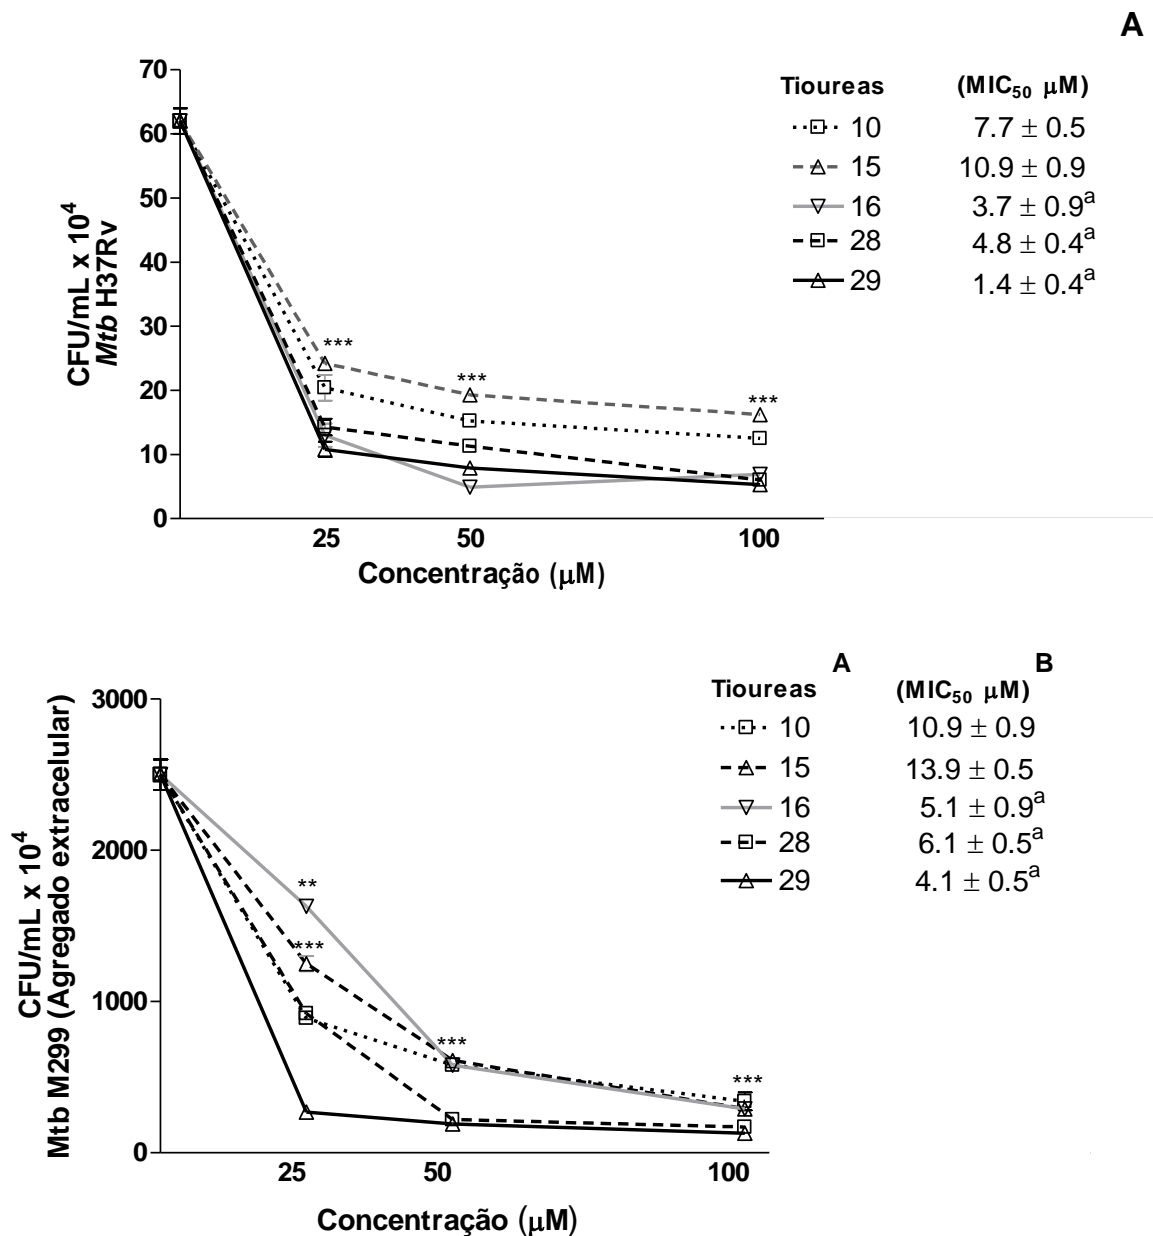 A
70
60
50
40
30
20
10
0
CFU/mL x 10⁴
Mtb H37Rv
*** *** ***
25 50 100
Concentração (μM)
Tioureas (MIC₅₀ μM)
10 7.7 ± 0.5
15 10.9 ± 0.9
16 3.7 ± 0.9ᵃ
28 4.8 ± 0.4ᵃ
29 1.4 ± 0.4ᵃ
A B
3000
2000
1000
0
CFU/mL x 10⁴
Mtb M299 (Agregado extracelular)
**
***
***
***
25 50 100
Concentração (μM)
Tioureas (MIC₅₀ μM)
10 10.9 ± 0.9
15 13.9 ± 0.5
16 5.1 ± 0.9ᵃ
28 6.1 ± 0.5ᵃ
29 4.1 ± 0.5ᵃ